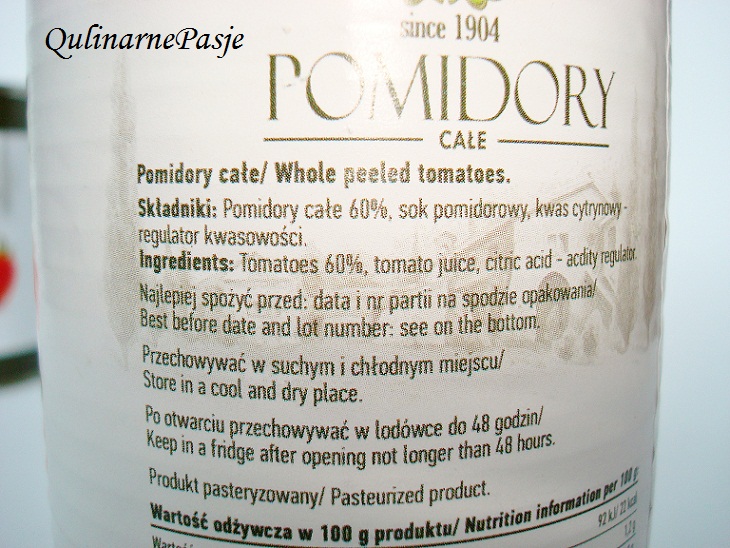 QulinarnePasje
since 1904
POMIDORY
CAŁE
Pomidory całe/ Whole peeled tomatoes.
Składniki: Pomidory całe 60%, sok pomidorowy, kwas cytrynowy -
regulator kwasowości.
Ingredients: Tomatoes 60%, tomato juice, citric acid - acdity regulator.
Najlepiej spożyć przed: data i nr partii na spodzie opakowania/
Best before date and lot number: see on the bottom.
Przechowywać w suchym i chłodnym miejscu/
Store in a cool and dry place.
Po otwarciu przechowywać w lodówce do 48 godzin/
Keep in a fridge after opening not longer than 48 hours.
Produkt pasteryzowany/ Pasteurized product.
Wartość odżywcza w 100 g produktu/ Nutrition information per 100 g:
92 kJ/ 22 kcal